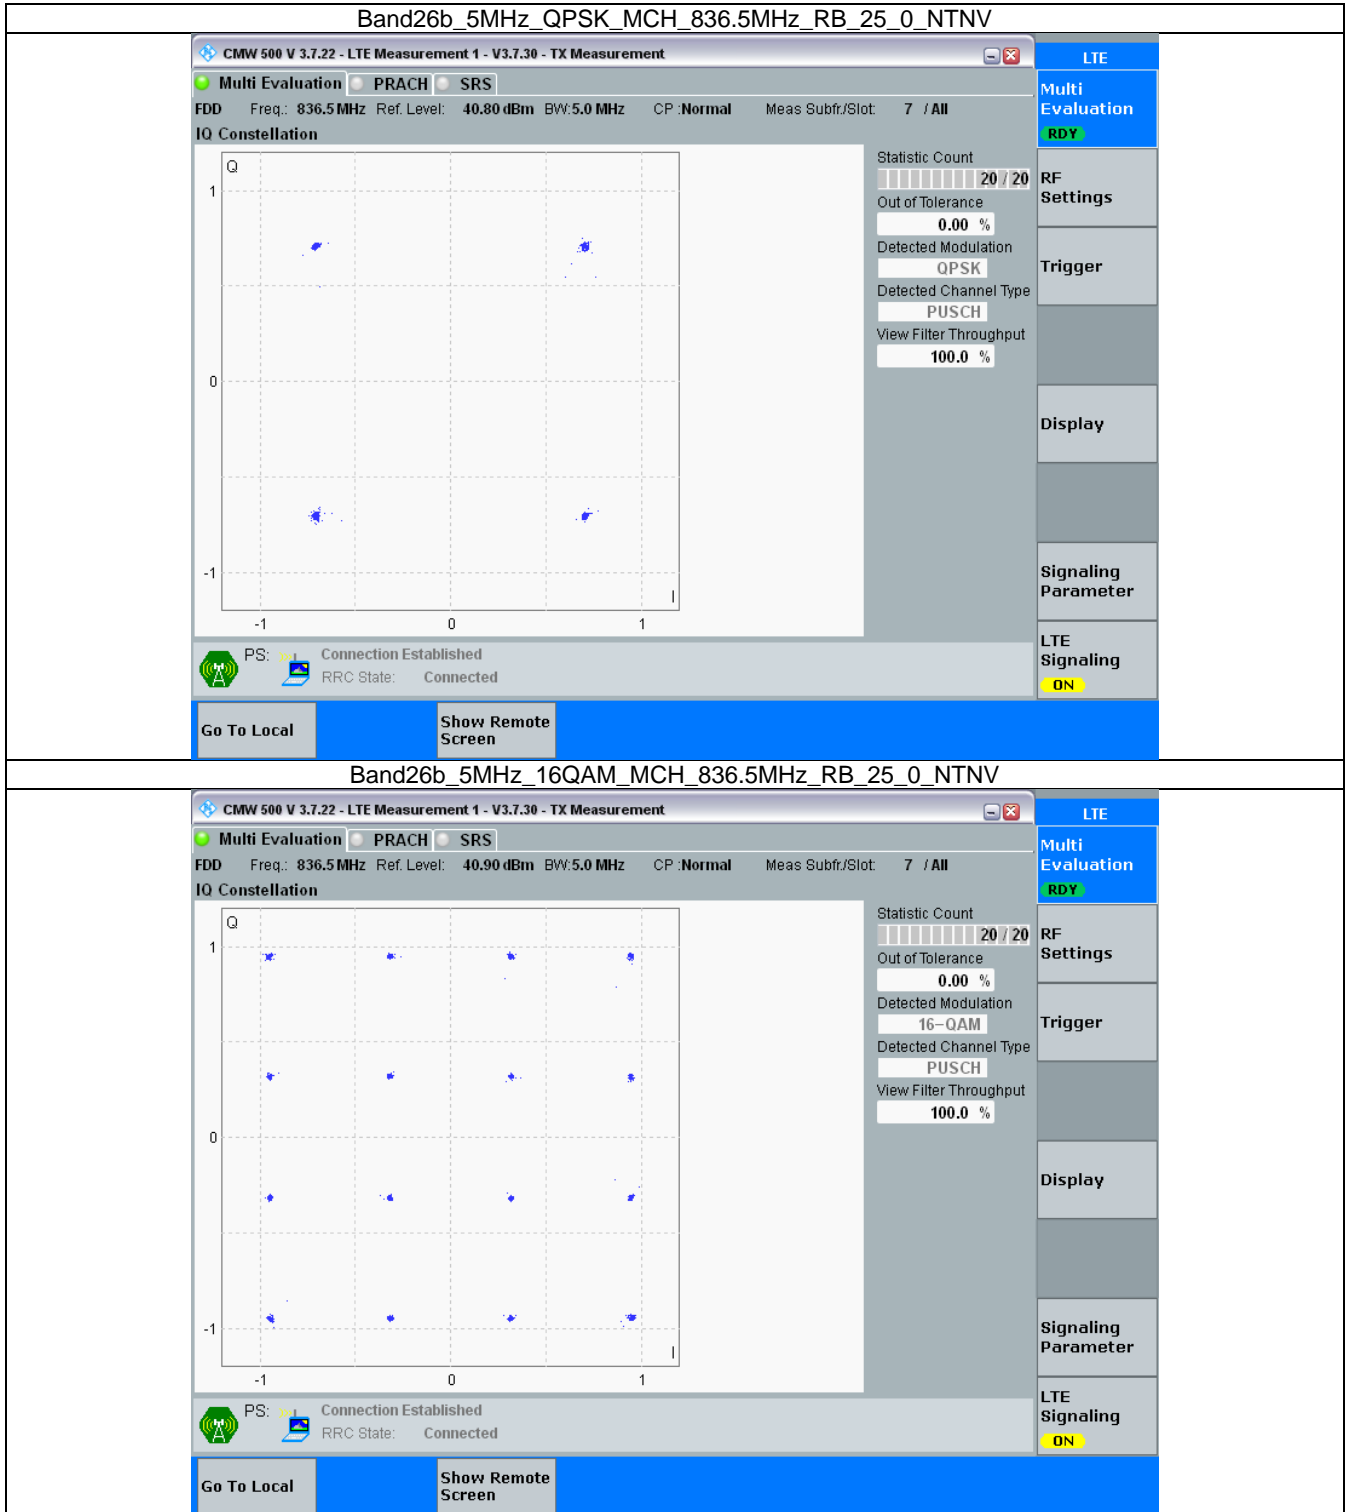 Band26b_5MHz_QPSK_MCH_836.5MHz_RB_25_0_NTNV
CMW 500 V 3.7.22 - LTE Measurement 1 - V3.7.30 - TX Measurement
LTE
Multi Evaluation PRACH SRS
Multi
Evaluation
RDY
FDD Freq.: 836.5 MHz Ref. Level: 40.80 dBm BW: 5.0 MHz CP : Normal Meas Subfr./Slot: 7 / All
IQ Constellation
Q
1
0
-1
I
-1 0 1
Statistic Count
20 / 20
Out of Tolerance
0.00 %
Detected Modulation
QPSK
Detected Channel Type
PUSCH
View Filter Throughput
100.0 %
RF
Settings
Trigger
Display
Signaling
Parameter
LTE
Signaling
ON
PS: Connection Established
RRC State: Connected
Go To Local
Show Remote
Screen
Band26b_5MHz_16QAM_MCH_836.5MHz_RB_25_0_NTNV
CMW 500 V 3.7.22 - LTE Measurement 1 - V3.7.30 - TX Measurement
LTE
Multi Evaluation PRACH SRS
Multi
Evaluation
RDY
FDD Freq.: 836.5 MHz Ref. Level: 40.90 dBm BW: 5.0 MHz CP : Normal Meas Subfr./Slot: 7 / All
IQ Constellation
Q
1
0
-1
I
-1 0 1
Statistic Count
20 / 20
Out of Tolerance
0.00 %
Detected Modulation
16-QAM
Detected Channel Type
PUSCH
View Filter Throughput
100.0 %
RF
Settings
Trigger
Display
Signaling
Parameter
LTE
Signaling
ON
PS: Connection Established
RRC State: Connected
Go To Local
Show Remote
Screen